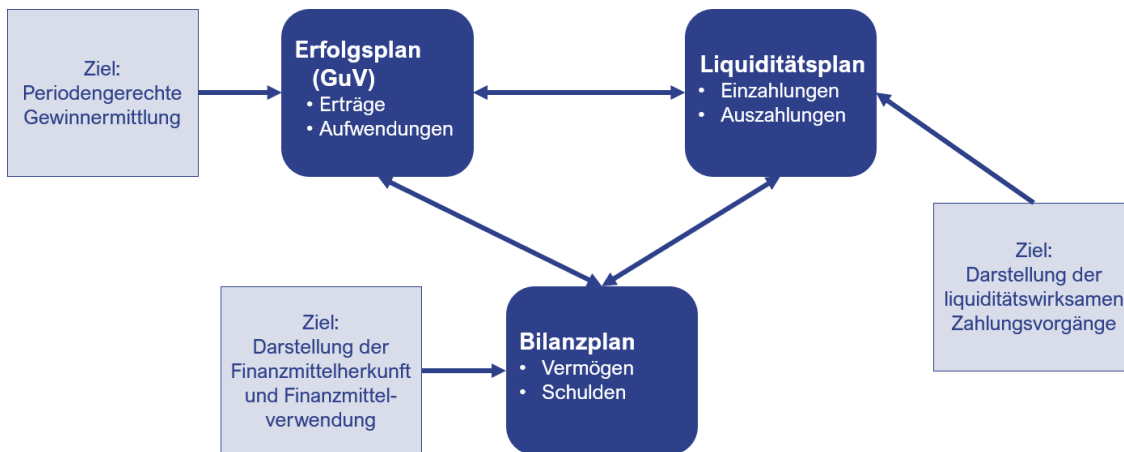 Ziel:
Periodengerechte
Gewinnermittlung
Erfolgsplan
(GuV)
• Erträge
• Aufwendungen
Liquiditätsplan
• Einzahlungen
• Auszahlungen
Ziel:
Darstellung der
liquiditätswirksamen
Zahlungsvorgänge
Ziel:
Darstellung der
Finanzmittelherkunft
und Finanzmittel-
verwendung
Bilanzplan
• Vermögen
• Schulden